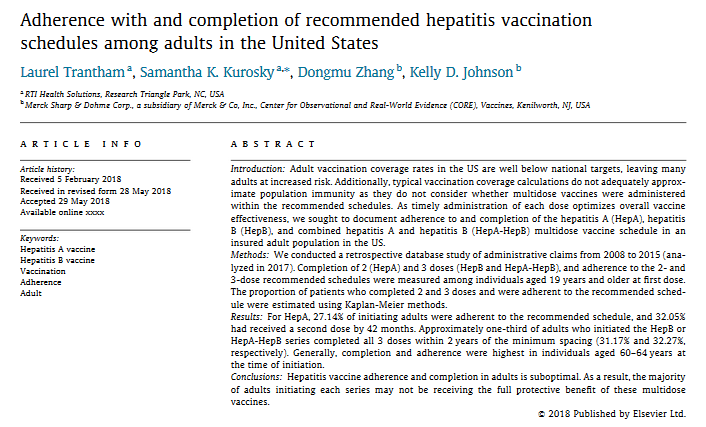 Adherence with and completion of recommended hepatitis vaccination
schedules among adults in the United States
Laurel Trantham a, Samantha K. Kurosky a,*, Dongmu Zhang b, Kelly D. Johnson b
a RTI Health Solutions, Research Triangle Park, NC, USA
b Merck Sharp & Dohme Corp., a subsidiary of Merck & Co, Inc., Center for Observational and Real-World Evidence (CORE), Vaccines, Kenilworth, NJ, USA
ARTICLE INFO
Article history:
Received 5 February 2018
Received in revised form 28 May 2018
Accepted 29 May 2018
Available online xxxx
Keywords:
Hepatitis A vaccine
Hepatitis B vaccine
Vaccination
Adherence
Adult
ABSTRACT
Introduction: Adult vaccination coverage rates in the US are well below national targets, leaving many
adults at increased risk. Additionally, typical vaccination coverage calculations do not adequately approx-
imate population immunity as they do not consider whether multidose vaccines were administered
within the recommended schedules. As timely administration of each dose optimizes overall vaccine
effectiveness, we sought to document adherence to and completion of the hepatitis A (HepA), hepatitis
B (HepB), and combined hepatitis A and hepatitis B (HepA-HepB) multidose vaccine schedule in an
insured adult population in the US.
Methods: We conducted a retrospective database study of administrative claims from 2008 to 2015 (ana-
lyzed in 2017). Completion of 2 (HepA) and 3 doses (HepB and HepA-HepB), and adherence to the 2- and
3-dose recommended schedules were measured among individuals aged 19 years and older at first dose.
The proportion of patients who completed 2 and 3 doses and were adherent to the recommended sched-
ule were estimated using Kaplan-Meier methods.
Results: For HepA, 27.14% of initiating adults were adherent to the recommended schedule, and 32.05%
had received a second dose by 42 months. Approximately one-third of adults who initiated the HepB or
HepA-HepB series completed all 3 doses within 2 years of the minimum spacing (31.17% and 32.27%,
respectively). Generally, completion and adherence were highest in individuals aged 60–64 years at
the time of initiation.
Conclusions: Hepatitis vaccine adherence and completion in adults is suboptimal. As a result, the majority
of adults initiating each series may not be receiving the full protective benefit of these multidose
vaccines.
© 2018 Published by Elsevier Ltd.